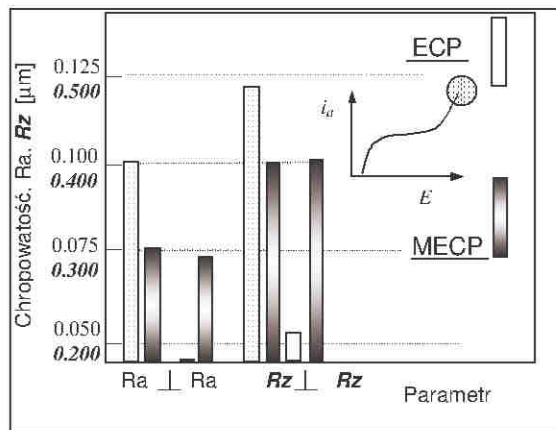 Chropowatość, Ra, Rz [µm]
0.125
0.500
0.100
0.400
0.075
0.300
0.050
0.200
ECP
i_a
E
MECP
Ra ⊥ Ra
Rz ⊥ Rz
Parametr